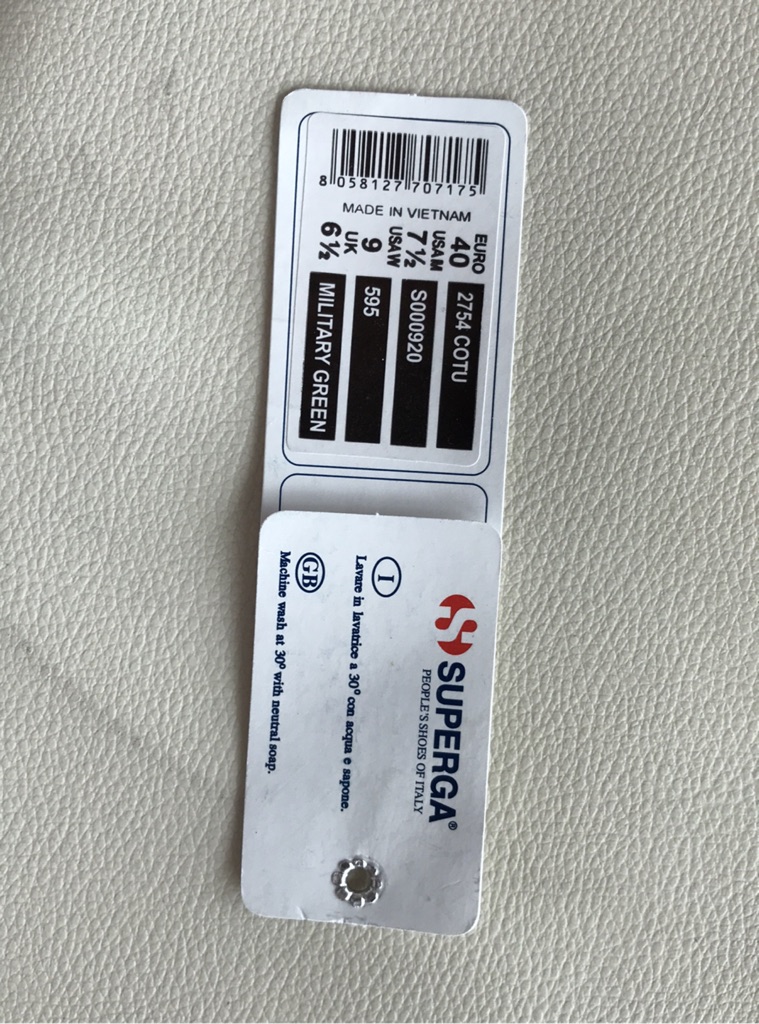 8 058127 707175
MADE IN VIETNAM
EURO
40
USA M
7½
USA W
9
UK
6½
2754 COTU
S000920
595
MILITARY GREEN
SUPERGA®
PEOPLE'S SHOES OF ITALY
I
Lavare in lavatrice a 30° con acqua e sapone.
GB
Machine wash at 30° with neutral soap.